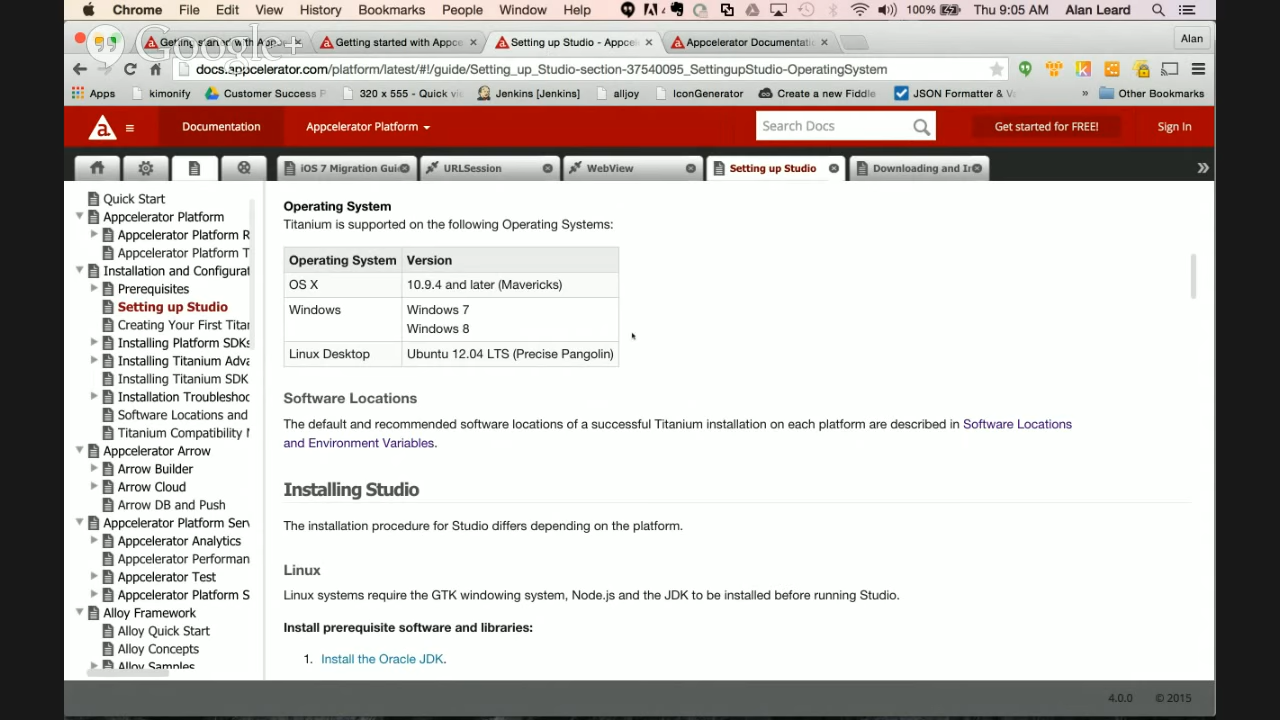 Chrome File Edit View History Bookmarks People Window Help 100% Thu 9:05 AM Alan Leard
Google+
Getting started with Appce
Setting up Studio - Appcel
Appcelerator Documentati
Alan
docs.appcelerator.com/platform/latest/#!/guide/Setting_up_Studio-section-37540095_SettingupStudio-OperatingSystem
Apps kimonify Customer Success P 320 x 555 - Quick vi Jenkins [Jenkins] alljoy IconGenerator Create a new Fiddle JSON Formatter & V » Other Bookmarks
a Documentation Appcelerator Platform Search Docs Get started for FREE! Sign In
iOS 7 Migration Gui URLSession WebView Setting up Studio Downloading and In »
Quick Start
Appcelerator Platform
Appcelerator Platform R
Appcelerator Platform T
Installation and Configurat
Prerequisites
Setting up Studio
Creating Your First Titan
Installing Platform SDKs
Installing Titanium Adva
Installing Titanium SDK
Installation Troubleshoo
Software Locations and
Titanium Compatibility M
Appcelerator Arrow
Arrow Builder
Arrow Cloud
Arrow DB and Push
Appcelerator Platform Serv
Appcelerator Analytics
Appcelerator Performan
Appcelerator Test
Appcelerator Platform S
Alloy Framework
Alloy Quick Start
Alloy Concepts
Alloy Samples
Operating System
Titanium is supported on the following Operating Systems:
Operating System Version
OS X 10.9.4 and later (Mavericks)
Windows Windows 7
Windows 8
Linux Desktop Ubuntu 12.04 LTS (Precise Pangolin)
Software Locations
The default and recommended software locations of a successful Titanium installation on each platform are described in Software Locations
and Environment Variables.
Installing Studio
The installation procedure for Studio differs depending on the platform.
Linux
Linux systems require the GTK windowing system, Node.js and the JDK to be installed before running Studio.
Install prerequisite software and libraries:
1. Install the Oracle JDK.
4.0.0 © 2015